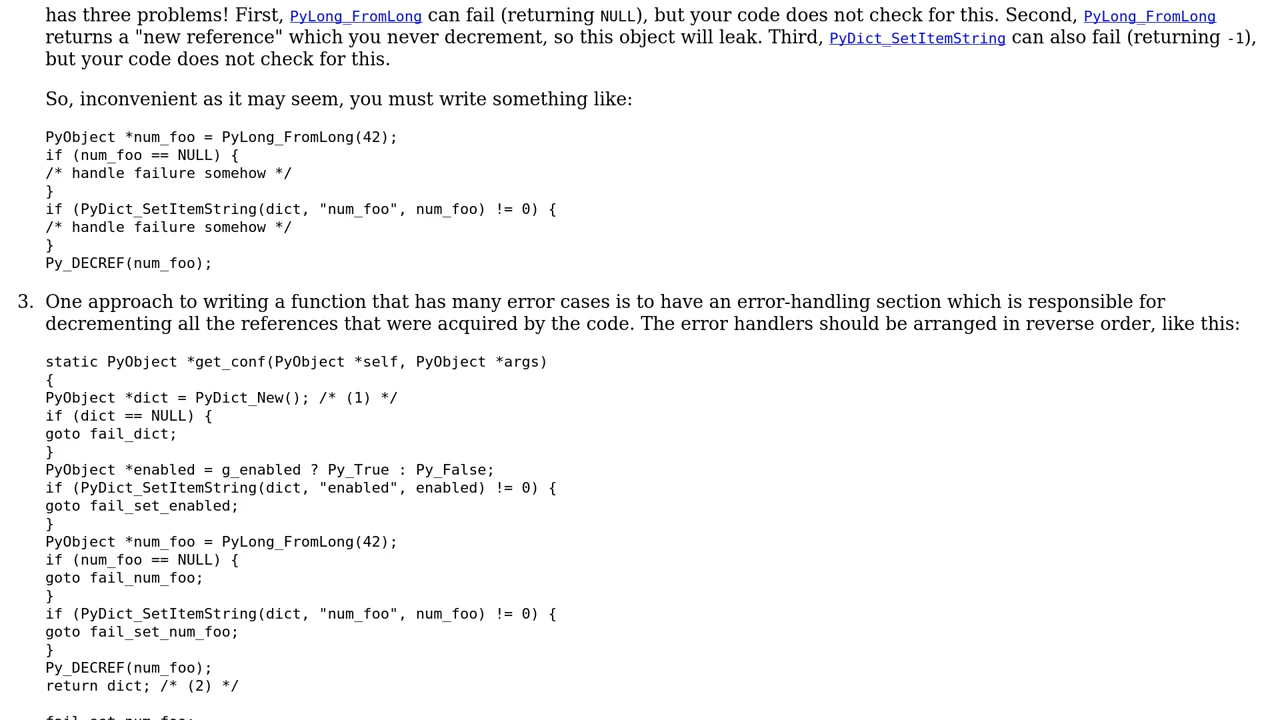 has three problems! First, PyLong_FromLong can fail (returning NULL), but your code does not check for this. Second, PyLong_FromLong
returns a "new reference" which you never decrement, so this object will leak. Third, PyDict_SetItemString can also fail (returning -1),
but your code does not check for this.
So, inconvenient as it may seem, you must write something like:
PyObject *num_foo = PyLong_FromLong(42);
if (num_foo == NULL) {
/* handle failure somehow */
}
if (PyDict_SetItemString(dict, "num_foo", num_foo) != 0) {
/* handle failure somehow */
}
Py_DECREF(num_foo);
3. One approach to writing a function that has many error cases is to have an error-handling section which is responsible for
decrementing all the references that were acquired by the code. The error handlers should be arranged in reverse order, like this:
static PyObject *get_conf(PyObject *self, PyObject *args)
{
PyObject *dict = PyDict_New(); /* (1) */
if (dict == NULL) {
goto fail_dict;
}
PyObject *enabled = g_enabled ? Py_True : Py_False;
if (PyDict_SetItemString(dict, "enabled", enabled) != 0) {
goto fail_set_enabled;
}
PyObject *num_foo = PyLong_FromLong(42);
if (num_foo == NULL) {
goto fail_num_foo;
}
if (PyDict_SetItemString(dict, "num_foo", num_foo) != 0) {
goto fail_set_num_foo;
}
Py_DECREF(num_foo);
return dict; /* (2) */